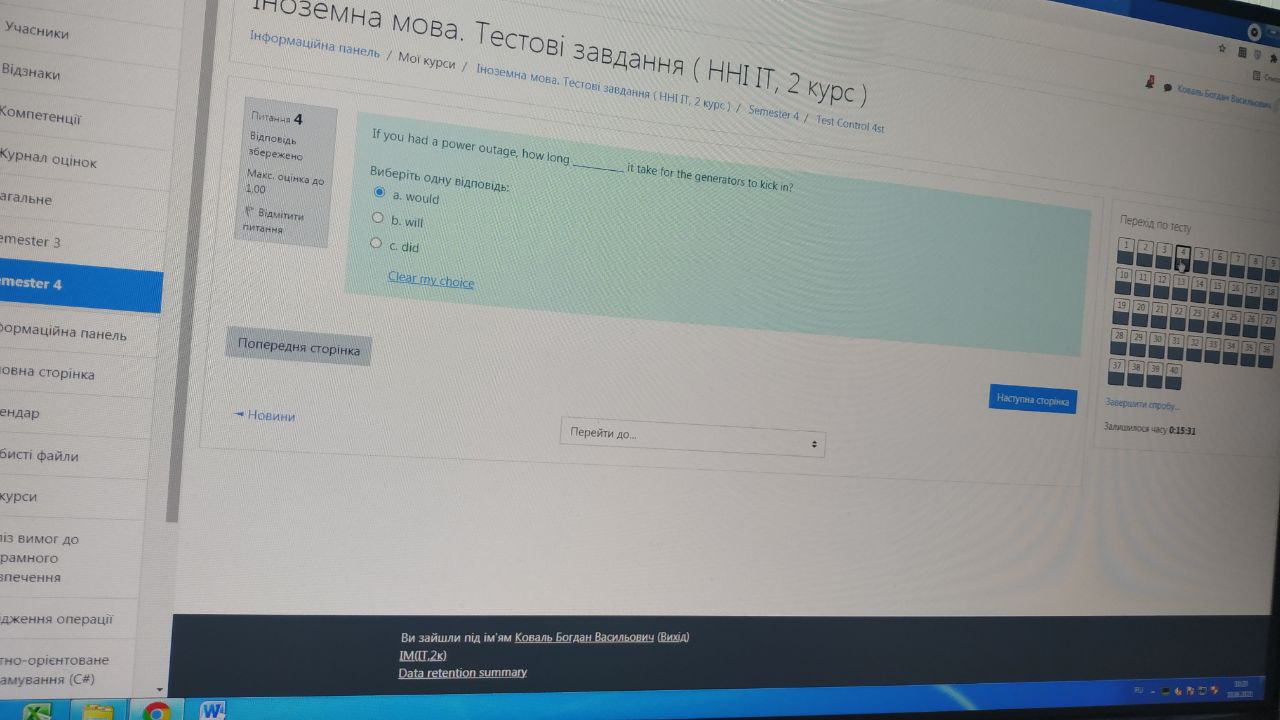 Іноземна мова. Тестові завдання ( ННІ ІТ, 2 курс )
Інформаційна панель / Мої курси / Іноземна мова. Тестові завдання ( ННІ ІТ, 2 курс ) / Semester 4 / Test Control 4st
Коваль Богдан Васильович
Учасники
Відзнаки
Компетенції
Журнал оцінок
агальне
emester 3
emester 4
формаційна панель
овна сторінка
ендар
бисті файли
курси
ліз вимог до
рамного
зпечення
дження операції
тно-орієнтоване
амування (C#)
Питання 4
Відповідь
збережено
Макс. оцінка до
1,00
Відмітити
питання
If you had a power outage, how long ________ it take for the generators to kick in?
Виберіть одну відповідь:
a. would
b. will
c. did
Clear my choice
Попередня сторінка
Наступна сторінка
◄ Новини
Перейти до...
Перехід по тесту
1 2 3 4 5 6 7 8 9
10 11 12 13 14 15 16 17 18
19 20 21 22 23 24 25 26 27
28 29 30 31 32 33 34 35 36
37 38 39 40
Завершити спробу...
Залишилося часу 0:15:31
Ви зайшли під ім'ям Коваль Богдан Васильович (Вихід)
ІМ(ІТ,2к)
Data retention summary
RU